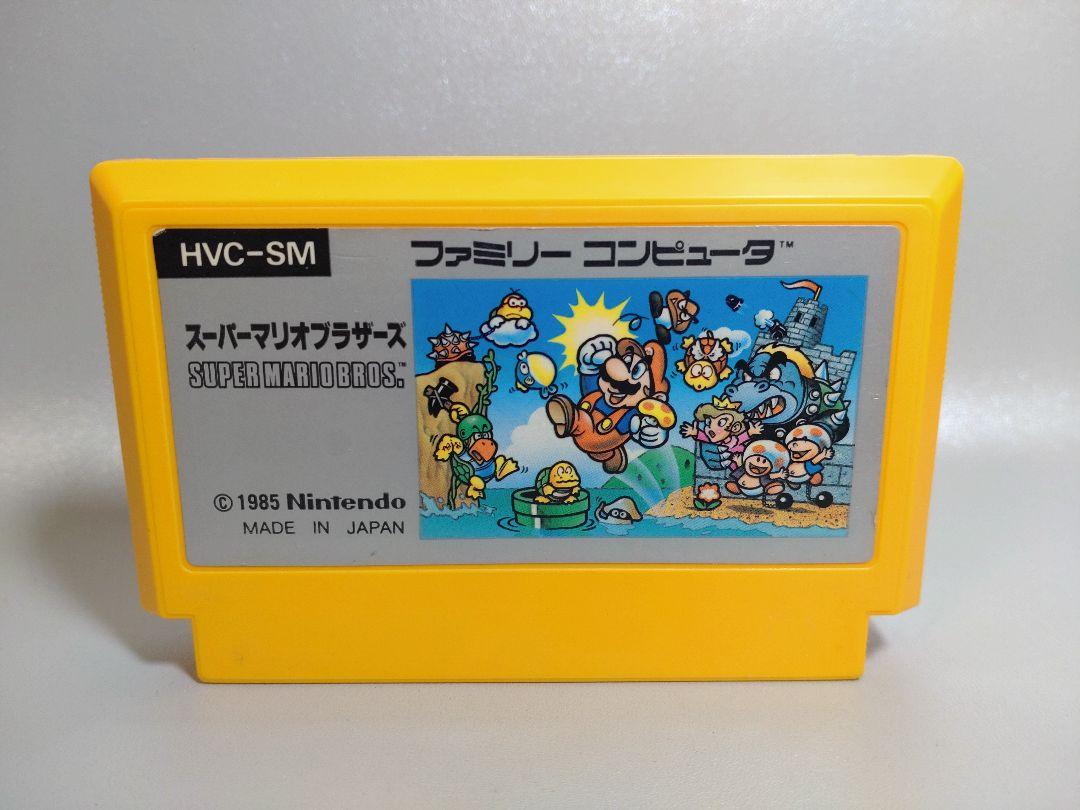 HVC-SM
ファミリー コンピュータ™
スーパーマリオブラザーズ
SUPER MARIO BROS.™
© 1985 Nintendo
MADE IN JAPAN